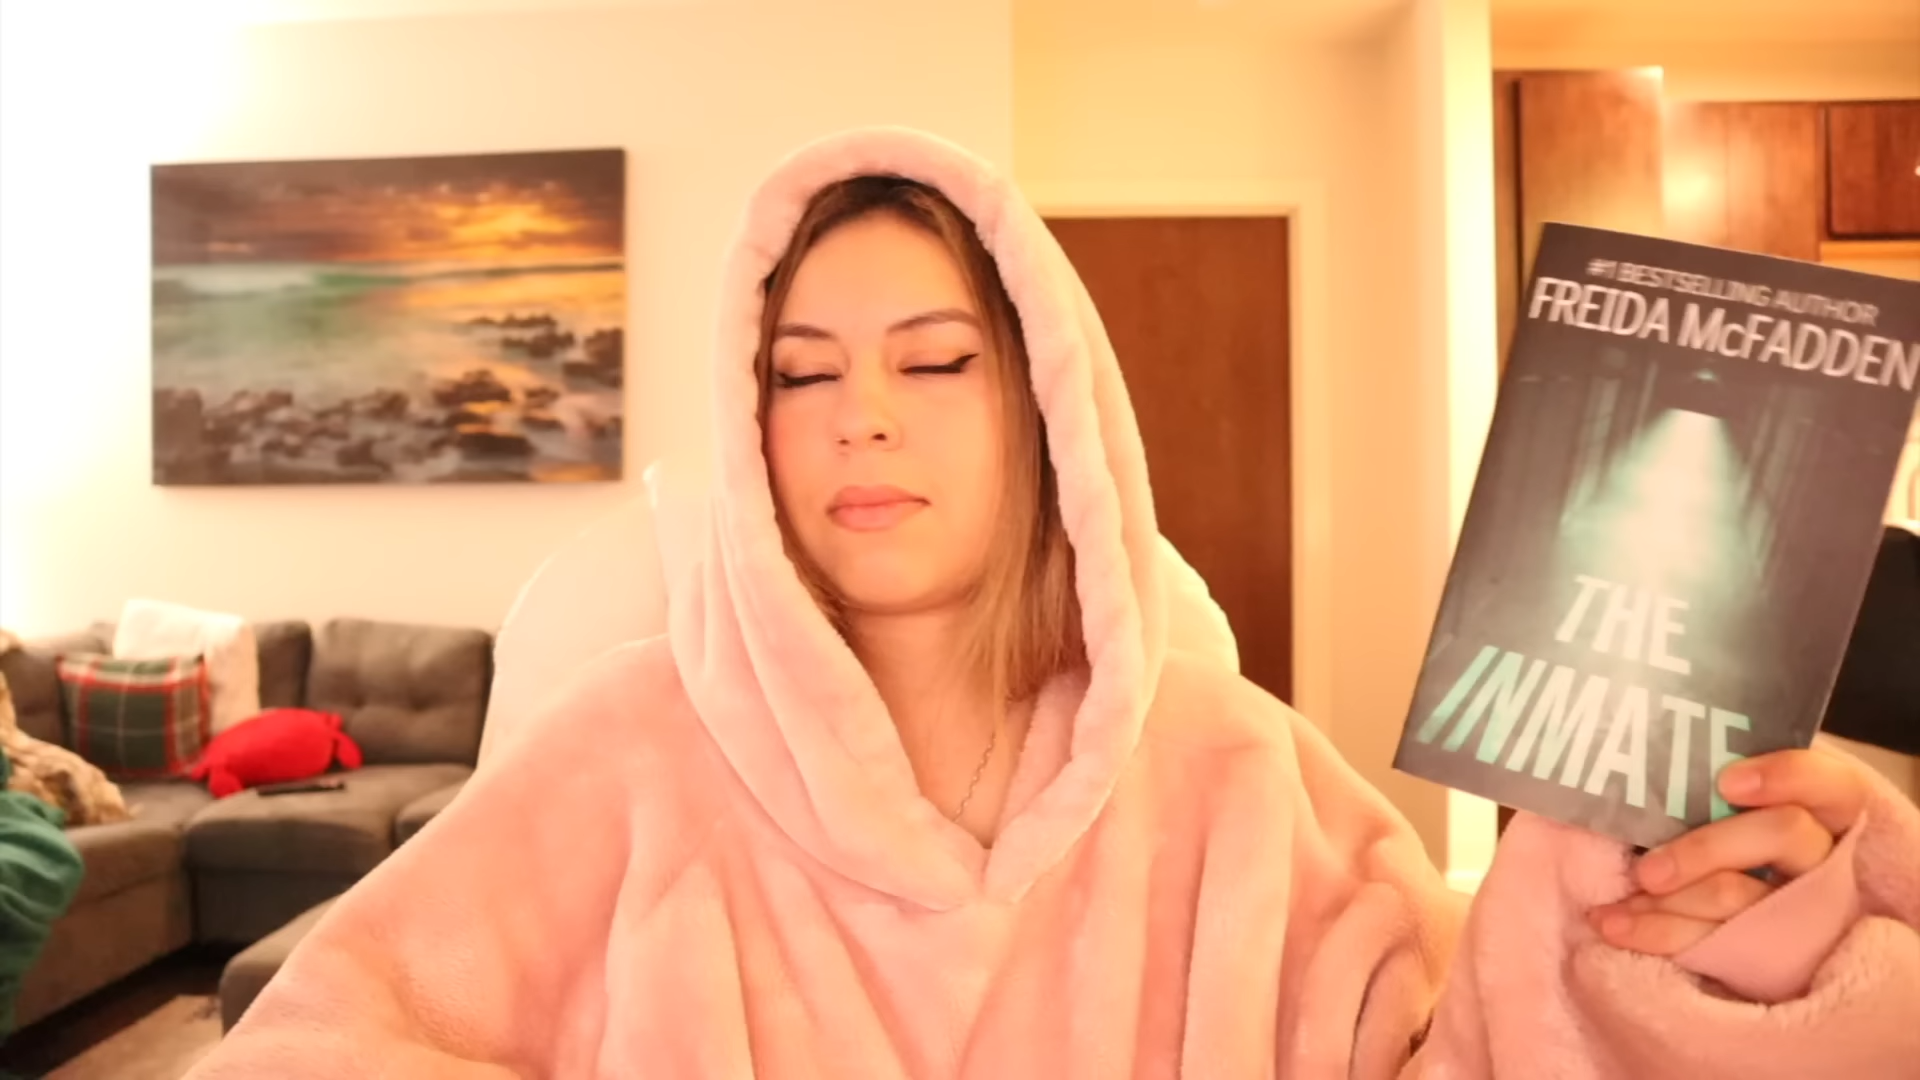 #1 BESTSELLING AUTHOR
FREIDA McFADDEN
THE
INMATE